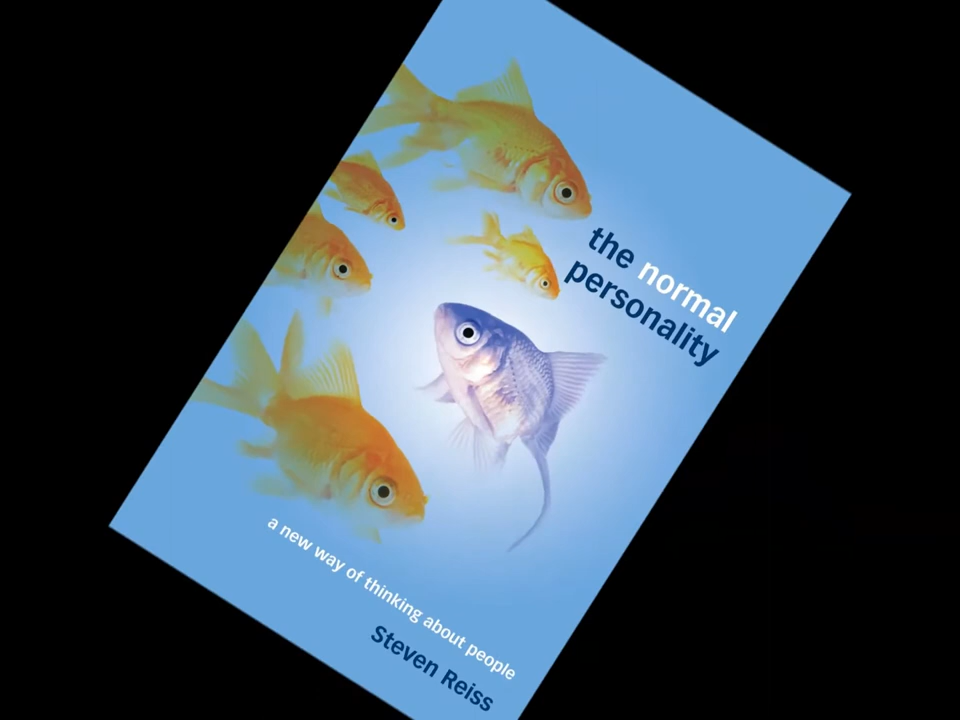 the normal
personality
a new way of thinking about people
Steven Reiss